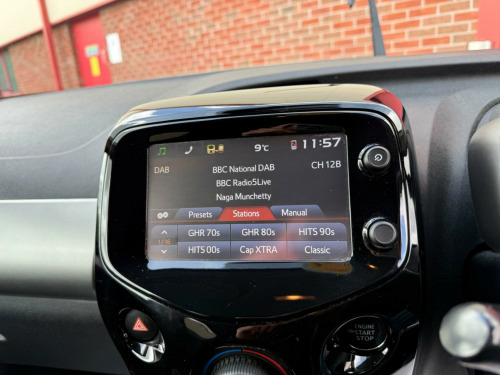 9°C
11:57
DAB
BBC National DAB
CH 12B
BBC Radio5Live
Naga Munchetty
Presets
Stations
Manual
GHR 70s
GHR 80s
HITS 90s
HITS 00s
Cap XTRA
Classic
ENGINE
START
STOP